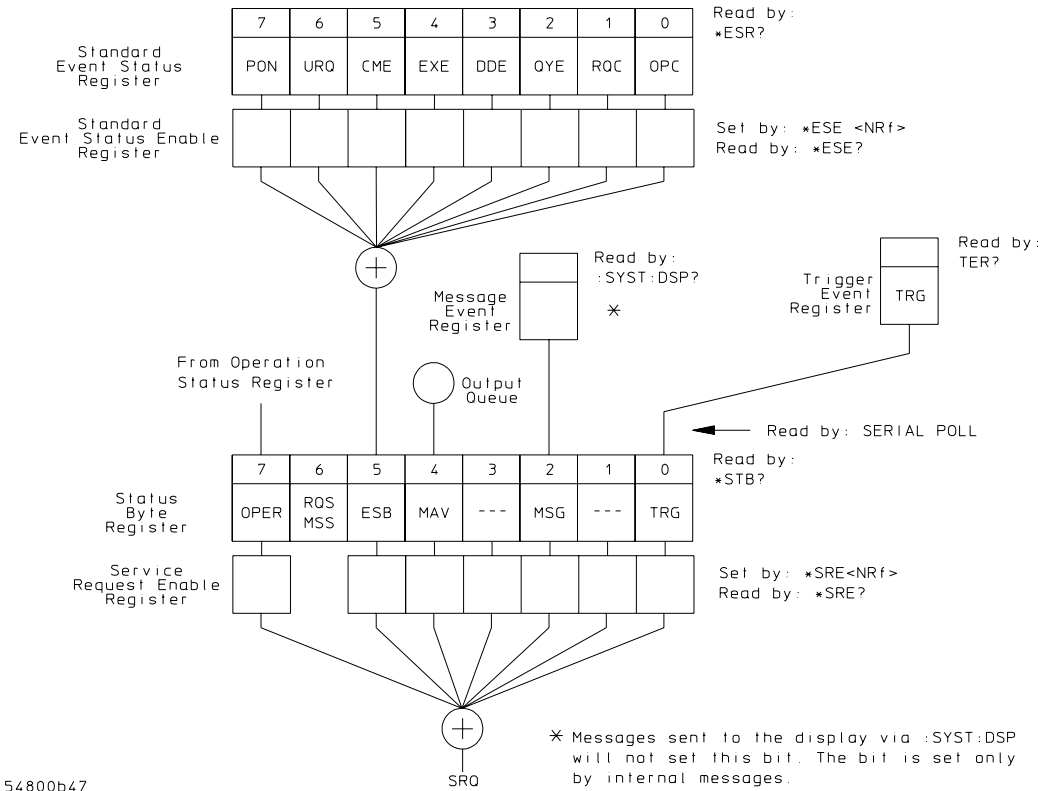 7 6 5 4 3 2 1 0
Read by:
*ESR?
Standard
Event Status
Register
PON URQ CME EXE DDE QYE RQC OPC
Standard
Event Status Enable
Register
Set by: *ESE <NRf>
Read by: *ESE?
+
Read by:
:SYST:DSP?
Message
Event
Register
*
Read by:
TER?
Trigger
Event
Register
TRG
From Operation
Status Register
Output
Queue
Read by: SERIAL POLL
7 6 5 4 3 2 1 0
Read by:
*STB?
Status
Byte
Register
OPER RQS MSS ESB MAV --- MSG --- TRG
Service
Request Enable
Register
Set by: *SRE<NRf>
Read by: *SRE?
+
SRQ
* Messages sent to the display via :SYST:DSP
will not set this bit. The bit is set only
by internal messages.
54800b47